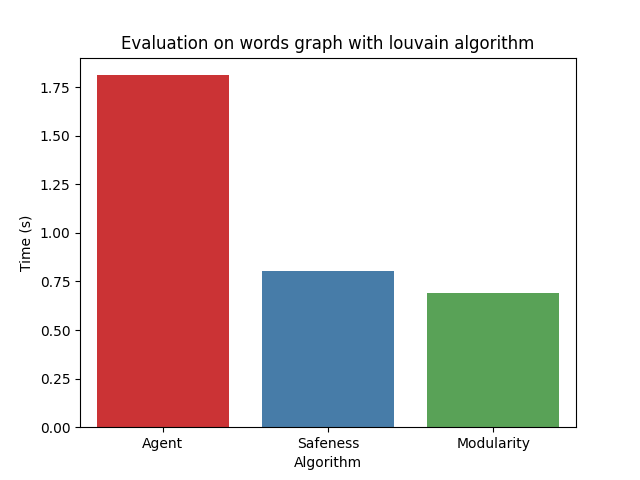 Evaluation on words graph with louvain algorithm
1.75
1.50
1.25
1.00
0.75
0.50
0.25
0.00
Time (s)
Agent
Safeness
Modularity
Algorithm